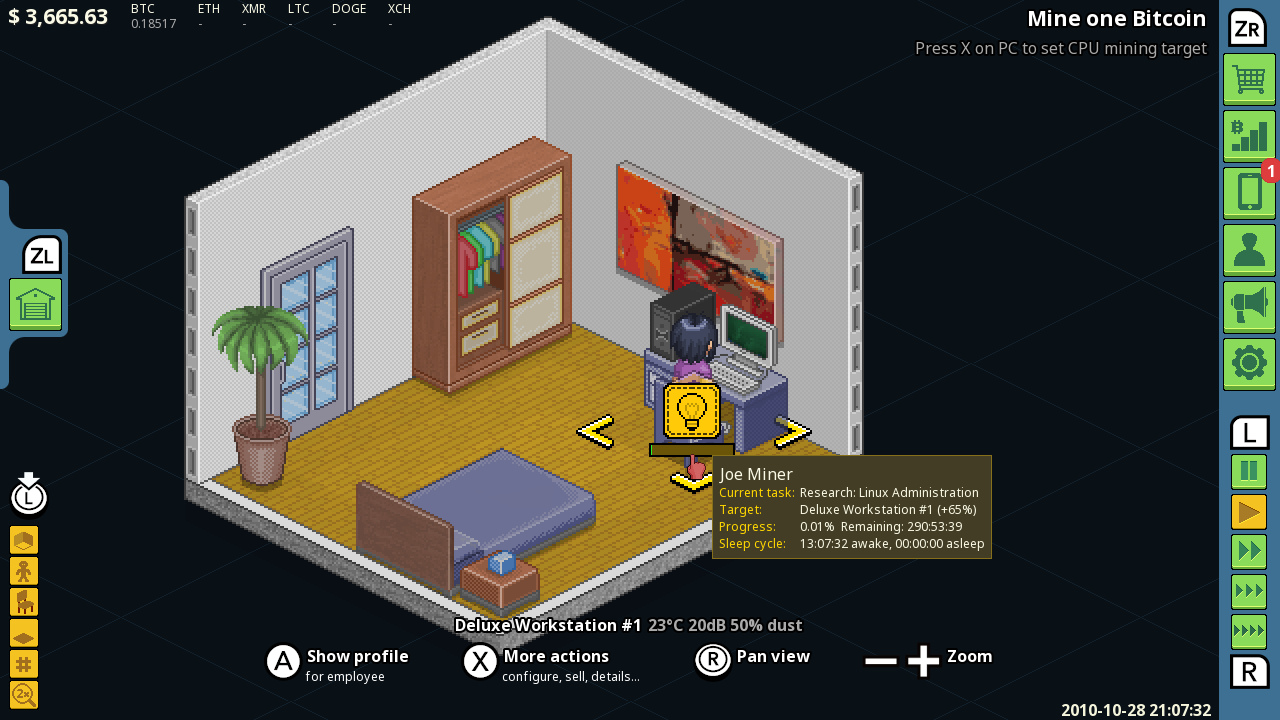 $ 3,665.63
BTC ETH XMR LTC DOGE XCH
0.18517 - - - - -
Mine one Bitcoin
Press X on PC to set CPU mining target
ZR
1
ZL
L
Joe Miner
Current task: Research: Linux Administration
Target: Deluxe Workstation #1 (+65%)
Progress: 0.01% Remaining: 290:53:39
Sleep cycle: 13:07:32 awake, 00:00:00 asleep
L
2×
Deluxe Workstation #1 23°C 20dB 50% dust
A Show profile
for employee
X More actions
configure, sell, details...
R Pan view
Zoom
R
2010-10-28 21:07:32